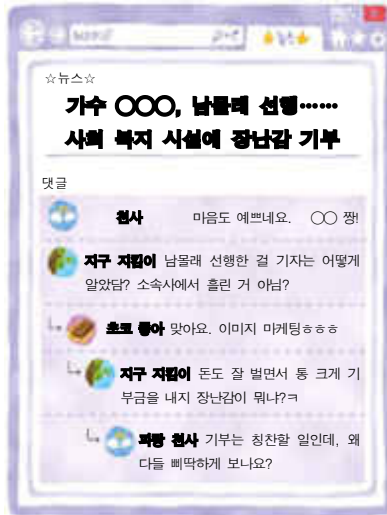 ☆뉴스☆
가수 ○○○, 남몰래 선행……
사회 복지 시설에 장난감 기부
댓글
천사 마음도 예쁘네요. ○○ 짱!
지구 지킴이 남몰래 선행한 걸 기자는 어떻게
알았담? 소속사에서 흘린 거 아님?
초코 좋아 맞아요. 이미지 마케팅ㅎㅎㅎ
지구 지킴이 돈도 잘 벌면서 통 크게 기
부금을 내지 장난감이 뭐냐?ㅋ
파랑 천사 기부는 칭찬할 일인데, 왜
다들 삐딱하게 보나요?